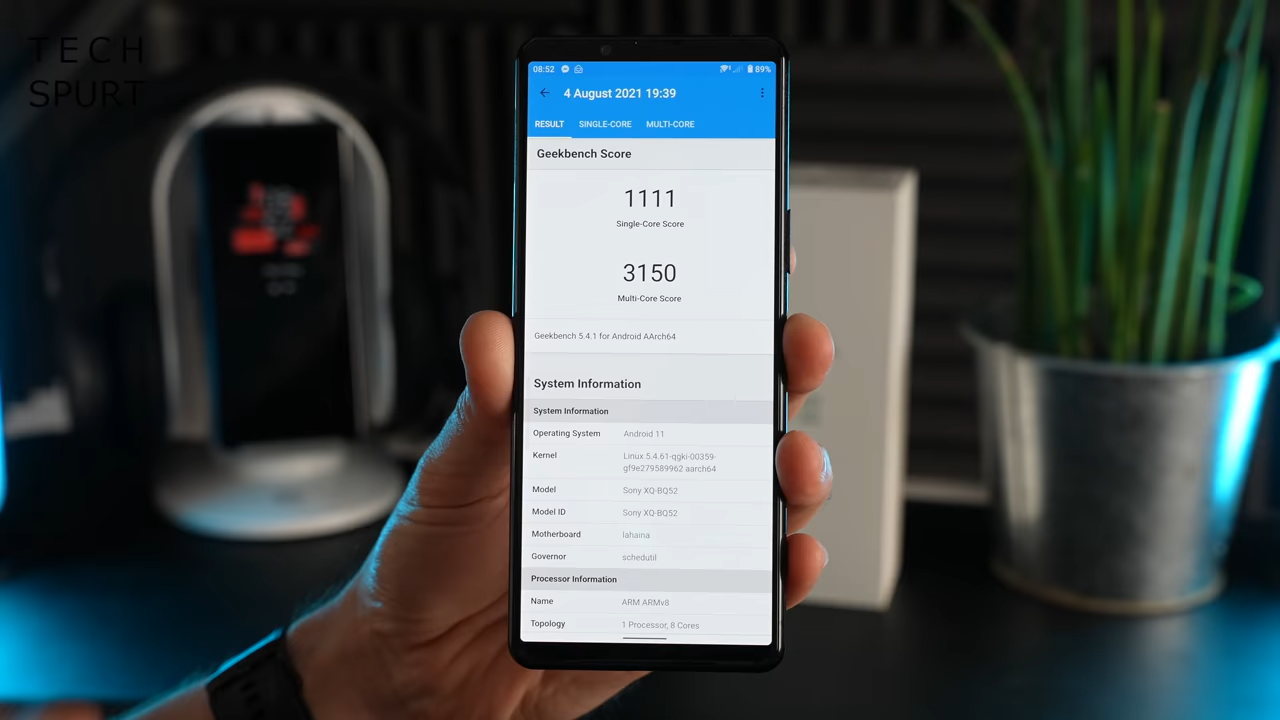 TECH
SPURT
08:52 89%
4 August 2021 19:39
RESULT SINGLE-CORE MULTI-CORE
Geekbench Score
1111
Single-Core Score
3150
Multi-Core Score
Geekbench 5.4.1 for Android AArch64
System Information
System Information
Operating System Android 11
Kernel Linux 5.4.61-qgki-00359-
gf9e279589962 aarch64
Model Sony XQ-BQ52
Model ID Sony XQ-BQ52
Motherboard lahaina
Governor schedutil
Processor Information
Name ARM ARMv8
Topology 1 Processor, 8 Cores